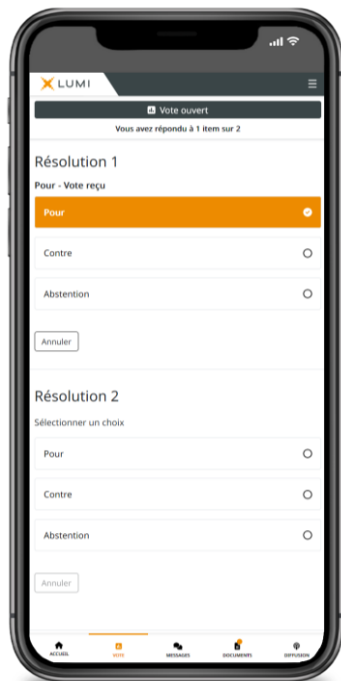 LUMI
Vote ouvert
Vous avez répondu à 1 item sur 2
Résolution 1
Pour - Vote reçu
Pour
Contre
Abstention
Annuler
Résolution 2
Sélectionner un choix
Pour
Contre
Abstention
Annuler
ACCUEIL VOTE MESSAGES DOCUMENTS DIFFUSION